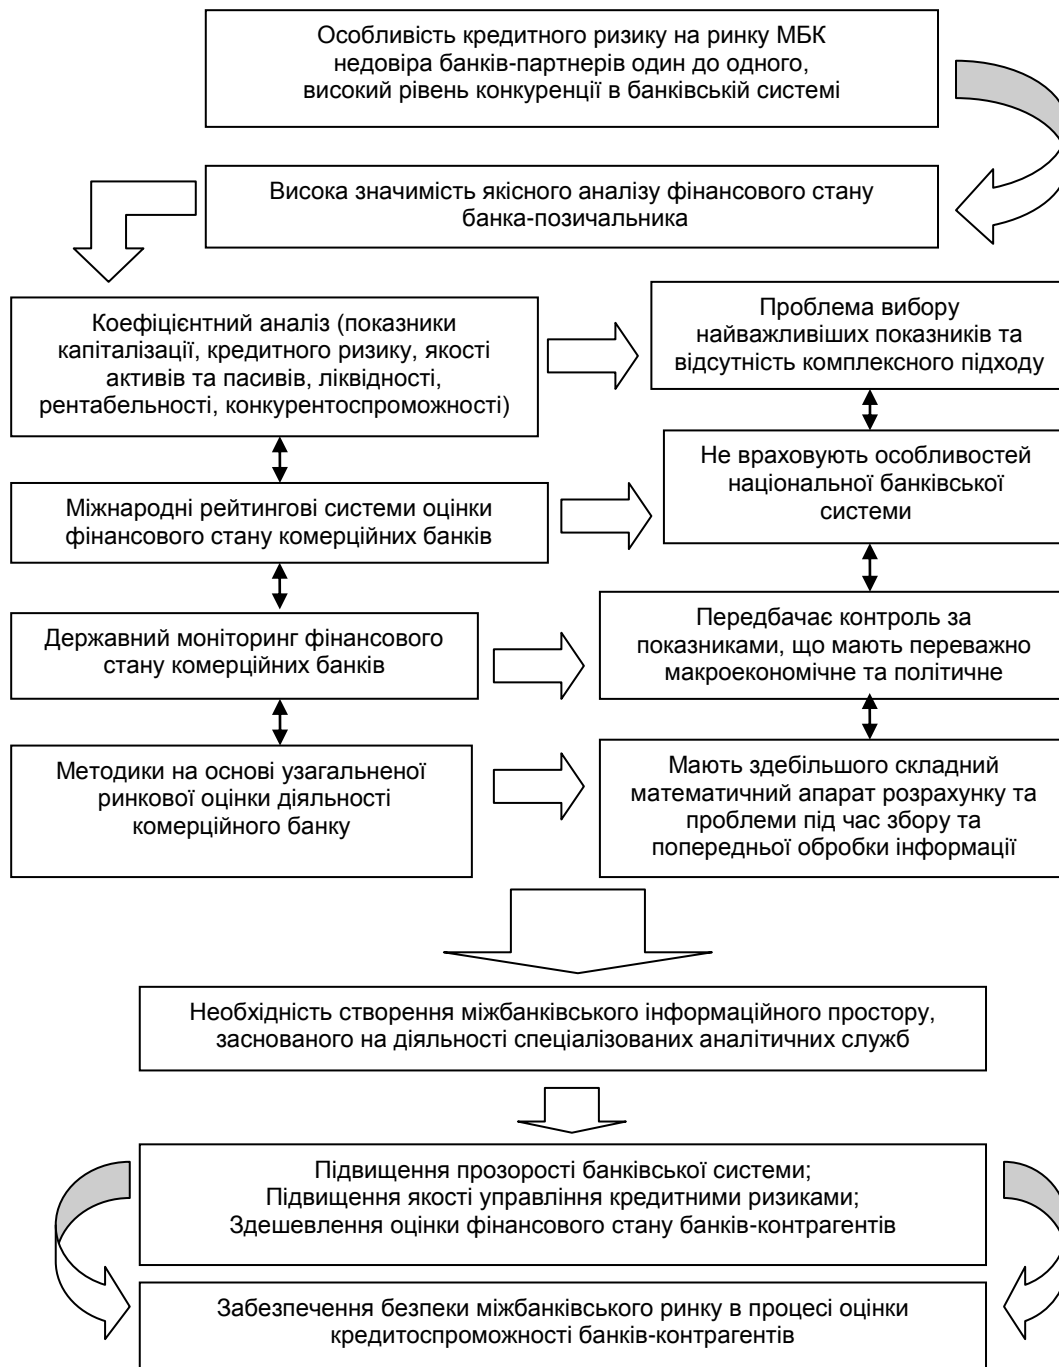 Особливість кредитного ризику на ринку МБК
недовіра банків-партнерів один до одного,
високий рівень конкуренції в банківській системі
Висока значимість якісного аналізу фінансового стану
банка-позичальника
Коефіцієнтний аналіз (показники
капіталізації, кредитного ризику, якості
активів та пасивів, ліквідності,
рентабельності, конкурентоспроможності)
Проблема вибору
найважливіших показників та
відсутність комплексного підходу
Міжнародні рейтингові системи оцінки
фінансового стану комерційних банків
Не враховують особливостей
національної банківської
системи
Державний моніторинг фінансового
стану комерційних банків
Передбачає контроль за
показниками, що мають переважно
макроекономічне та політичне
Методики на основі узагальненої
ринкової оцінки діяльності
комерційного банку
Мають здебільшого складний
математичний апарат розрахунку та
проблеми під час збору та
попередньої обробки інформації
Необхідність створення міжбанківського інформаційного простору,
заснованого на діяльності спеціалізованих аналітичних служб
Підвищення прозорості банківської системи;
Підвищення якості управління кредитними ризиками;
Здешевлення оцінки фінансового стану банків-контрагентів
Забезпечення безпеки міжбанківського ринку в процесі оцінки
кредитоспроможності банків-контрагентів